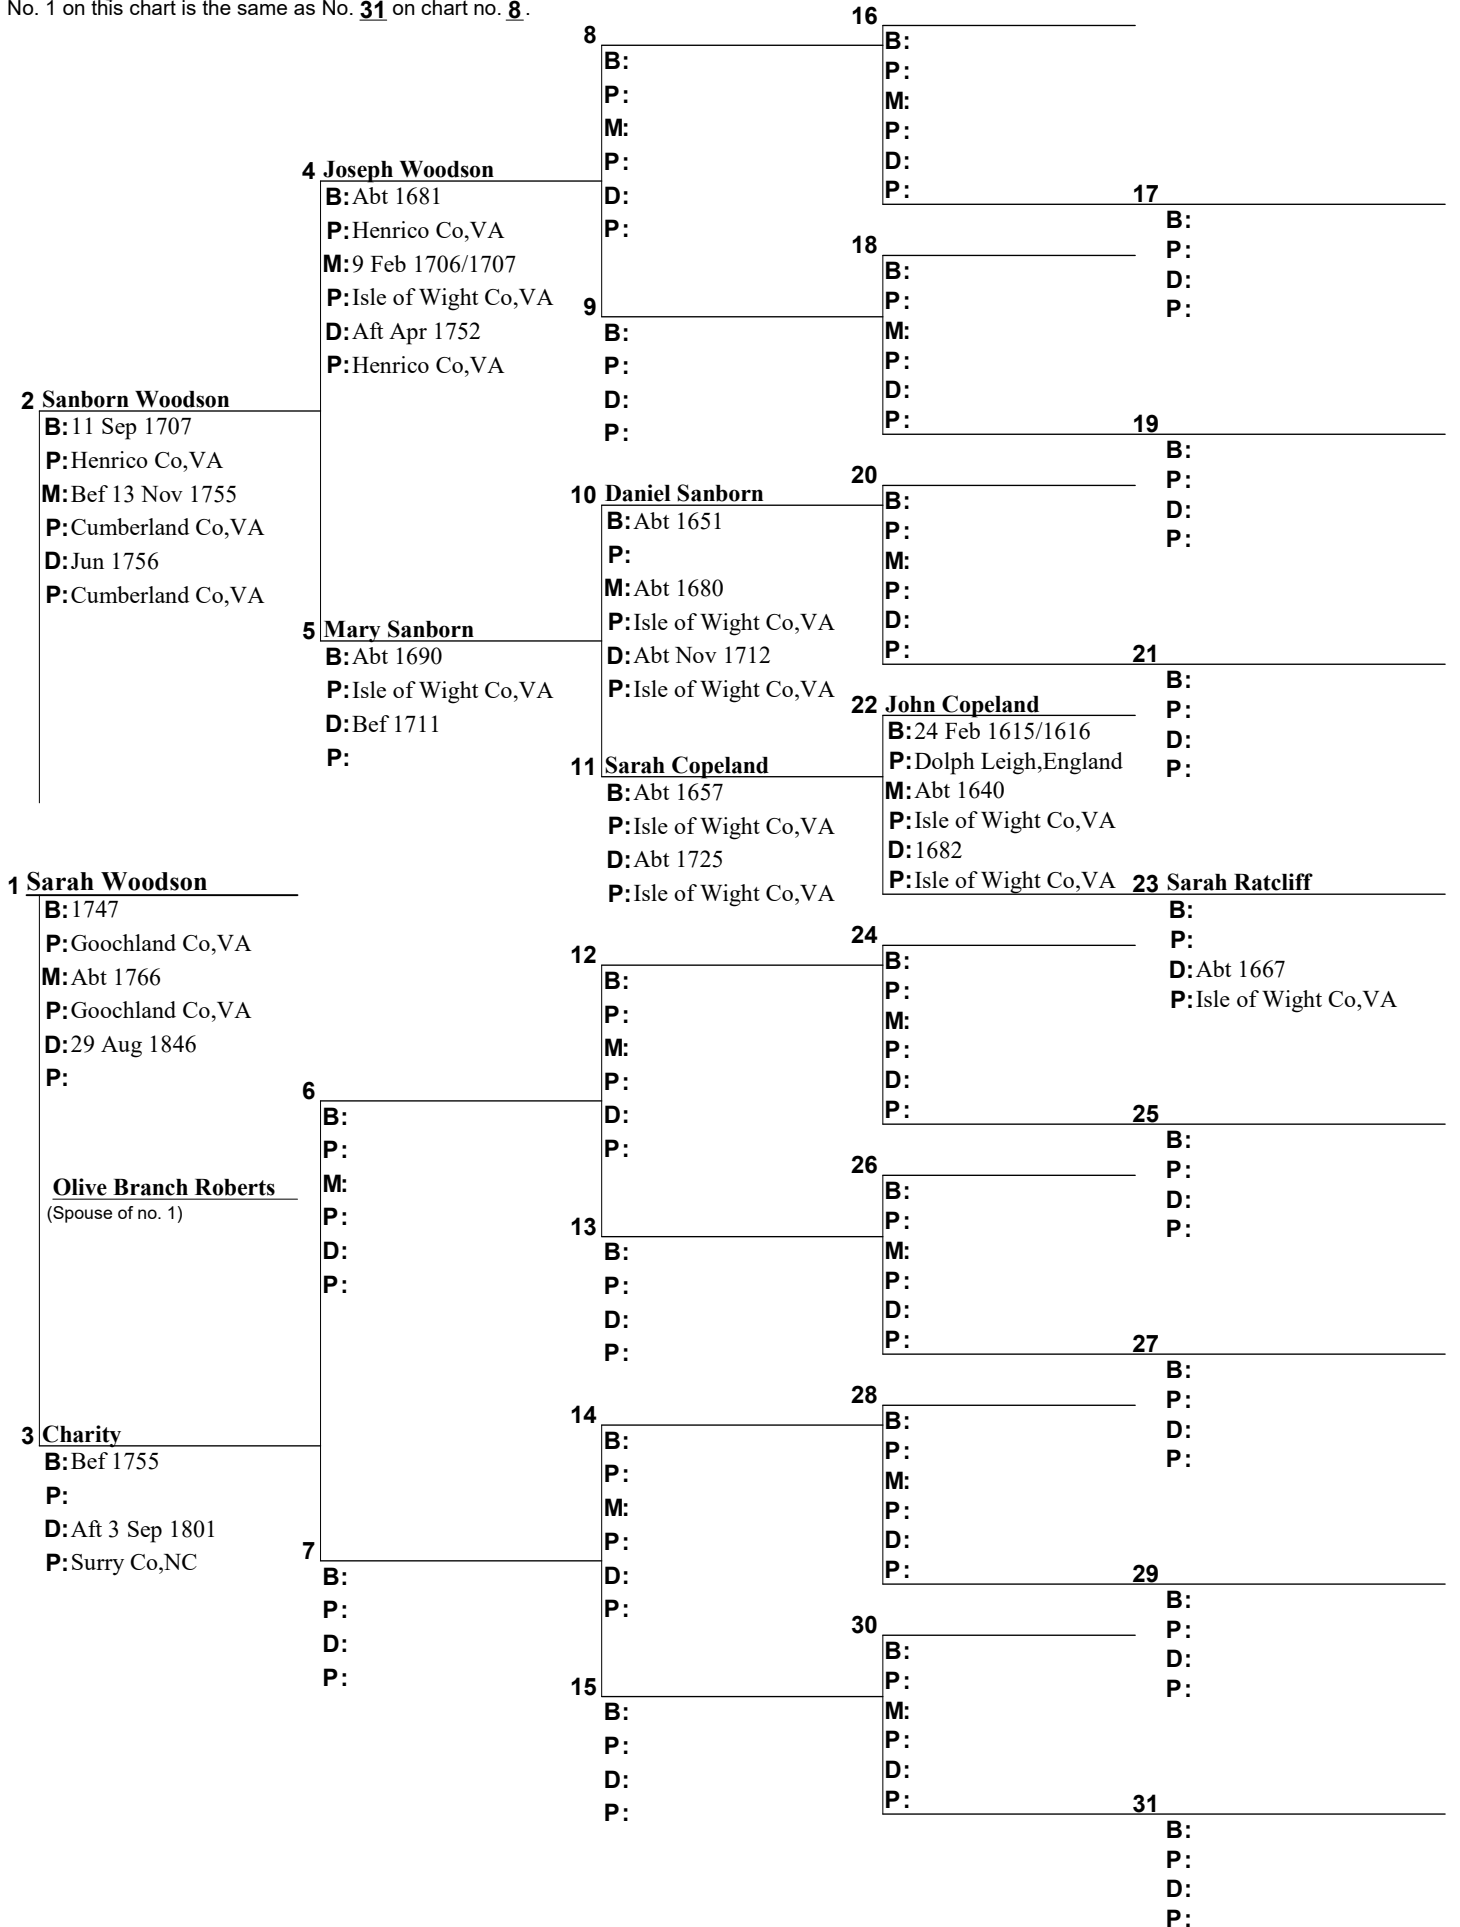 No. 1 on this chart is the same as No. 31 on chart no. 8.
1 Sarah Woodson
B: 1747
P: Goochland Co,VA
M: Abt 1766
P: Goochland Co,VA
D: 29 Aug 1846
P:
Olive Branch Roberts
(Spouse of no. 1)
2 Sanborn Woodson
B: 11 Sep 1707
P: Henrico Co,VA
M: Bef 13 Nov 1755
P: Cumberland Co,VA
D: Jun 1756
P: Cumberland Co,VA
3 Charity
B: Bef 1755
P:
D: Aft 3 Sep 1801
P: Surry Co,NC
4 Joseph Woodson
B: Abt 1681
P: Henrico Co,VA
M: 9 Feb 1706/1707
P: Isle of Wight Co,VA
D: Aft Apr 1752
P: Henrico Co,VA
5 Mary Sanborn
B: Abt 1690
P: Isle of Wight Co,VA
D: Bef 1711
P:
6
B:
P:
M:
P:
D:
P:
7
B:
P:
D:
P:
8
B:
P:
M:
P:
D:
P:
9
B:
P:
D:
P:
10 Daniel Sanborn
B: Abt 1651
P:
M: Abt 1680
P: Isle of Wight Co,VA
D: Abt Nov 1712
P: Isle of Wight Co,VA
11 Sarah Copeland
B: Abt 1657
P: Isle of Wight Co,VA
D: Abt 1725
P: Isle of Wight Co,VA
12
B:
P:
M:
P:
D:
P:
13
B:
P:
D:
P:
14
B:
P:
M:
P:
D:
P:
15
B:
P:
D:
P:
16
B:
P:
M:
P:
D:
P:
17
B:
P:
D:
P:
18
B:
P:
M:
P:
D:
P:
19
B:
P:
D:
P:
20
B:
P:
M:
P:
D:
P:
21
B:
P:
D:
P:
22 John Copeland
B: 24 Feb 1615/1616
P: Dolph Leigh,England
M: Abt 1640
P: Isle of Wight Co,VA
D: 1682
P: Isle of Wight Co,VA
23 Sarah Ratcliff
B:
P:
D: Abt 1667
P: Isle of Wight Co,VA
24
B:
P:
M:
P:
D:
P:
25
B:
P:
D:
P:
26
B:
P:
M:
P:
D:
P:
27
B:
P:
D:
P:
28
B:
P:
M:
P:
D:
P:
29
B:
P:
D:
P:
30
B:
P:
M:
P:
D:
P:
31
B:
P:
D:
P: